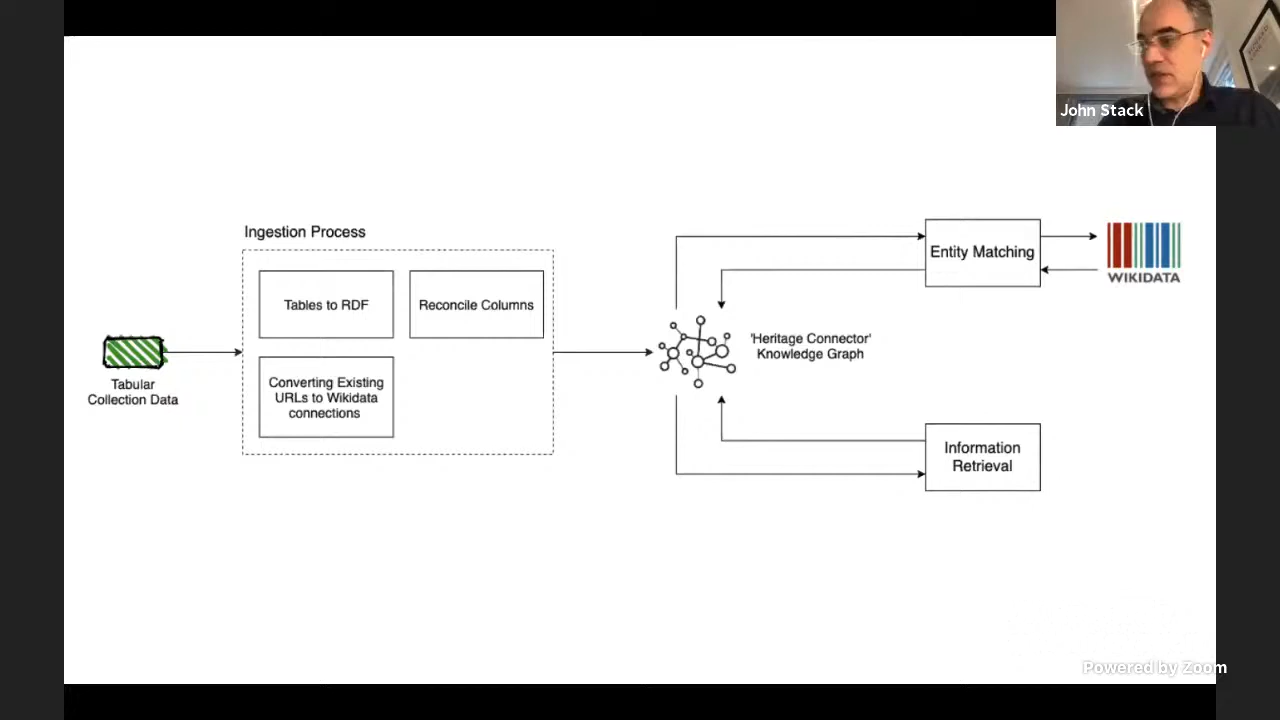 John Stack
Ingestion Process
Tables to RDF
Reconcile Columns
Converting Existing
URLs to Wikidata
connections
Tabular
Collection Data
'Heritage Connector'
Knowledge Graph
Entity Matching
WIKIDATA
Information
Retrieval
Powered by Zoom